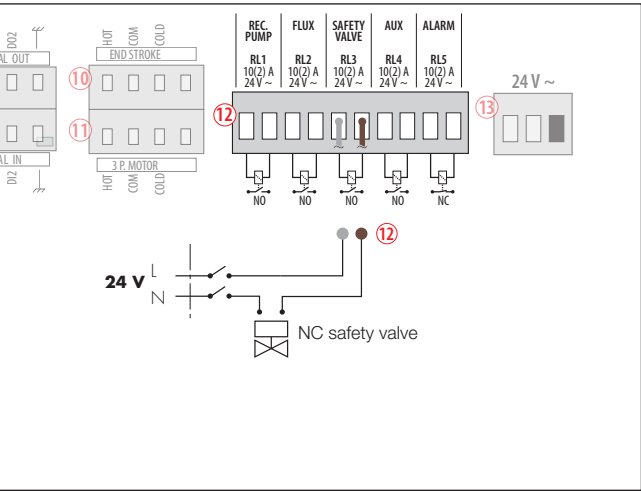 REC. PUMP FLUX SAFETY VALVE AUX ALARM
RL1 RL2 RL3 RL4 RL5
10(2) A 10(2) A 10(2) A 10(2) A 10(2) A
24 V ~ 24 V ~ 24 V ~ 24 V ~ 24 V ~
DO2 HOT COM COLD
AL OUT END STROKE
24 V ~
10
13
12
11
AL IN 3 P. MOTOR
DI2 HOT COM COLD
NO NO NO NO NC
12
24 V L
N
NC safety valve